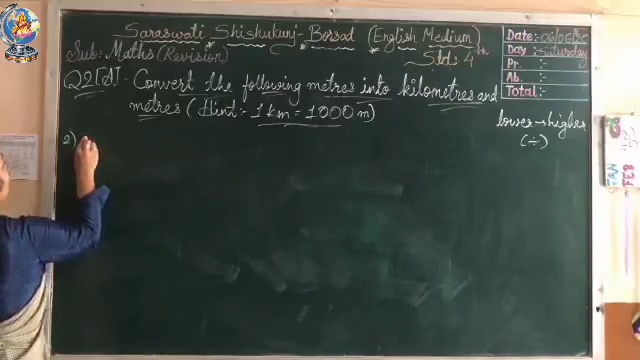 Saraswati Shishukunj-Borsad (English Medium)
Sub: Maths (Revision)
Std: 4th
Q2[d] Convert the following metres into kilometres and
metres (Hint:- 1 km = 1000 m)
lower → higher
(÷)
2)
Date:-
Day:- Saturday
Pr. :-
Ab. :-
Total:-